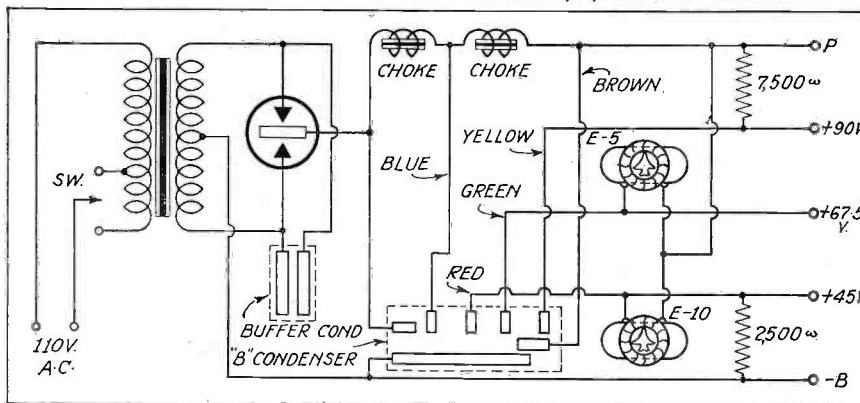 P
CHOKE
CHOKE
BROWN
7,500 ω
+90V
YELLOW
E-5
BLUE
SW.
GREEN
+67.5
V.
RED
+45V
E-10
BUFFER COND
"B" CONDENSER
2,500 ω
110V.
A.C.
-B